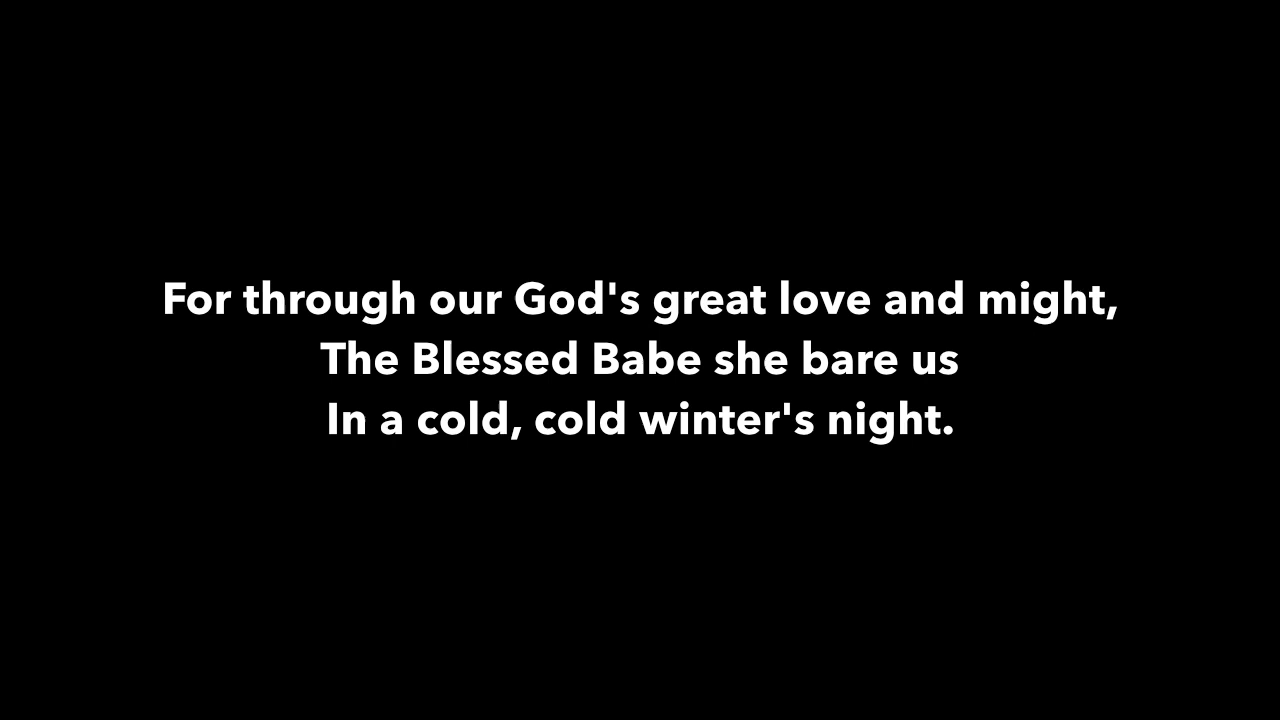 For through our God's great love and might,
The Blessed Babe she bare us
In a cold, cold winter's night.